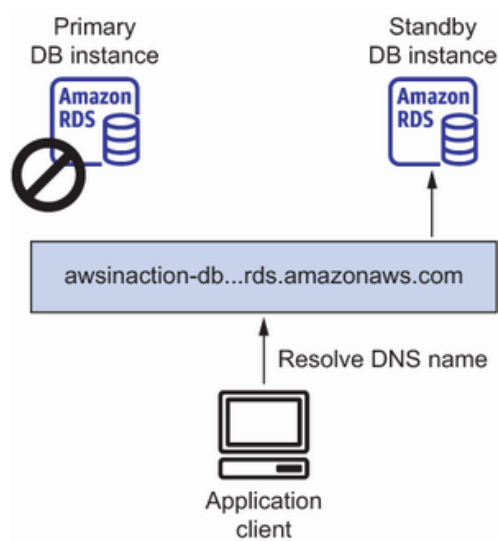 Primary
DB instance
Standby
DB instance
Amazon
RDS
Amazon
RDS
awsinaction-db...rds.amazonaws.com
Resolve DNS name
Application
client